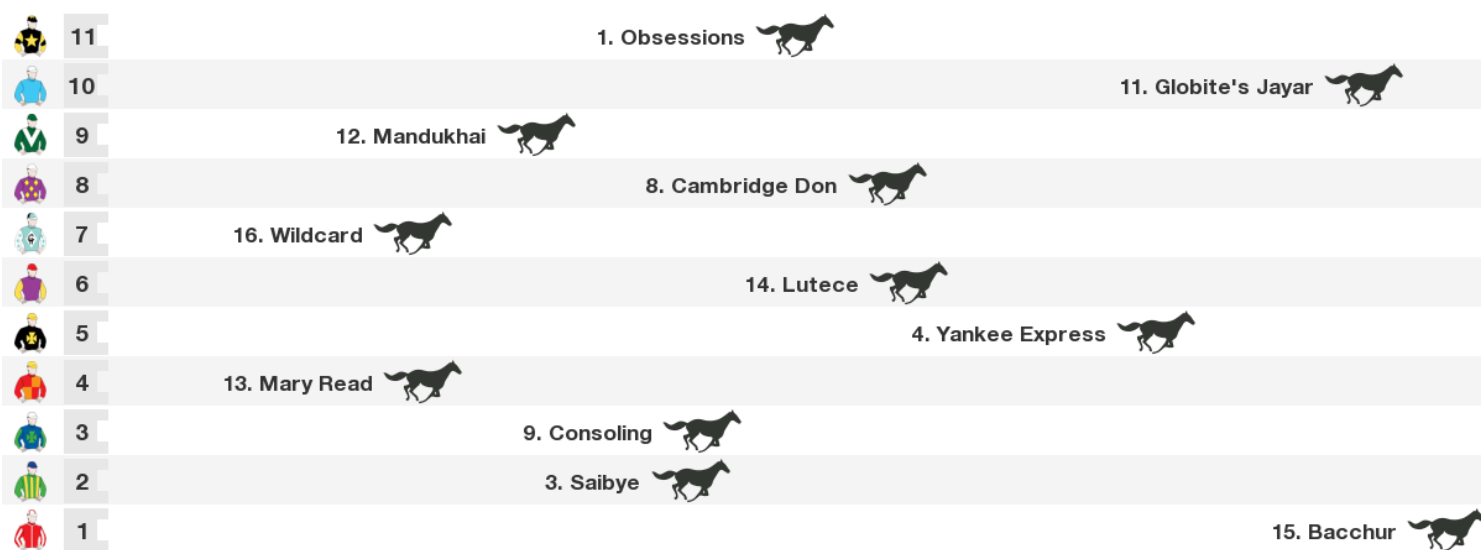 11 1. Obsessions
10 11. Globite's Jayar
9 12. Mandukhai
8 8. Cambridge Don
7 16. Wildcard
6 14. Lutece
5 4. Yankee Express
4 13. Mary Read
3 9. Consoling
2 3. Saibye
1 15. Bacchur